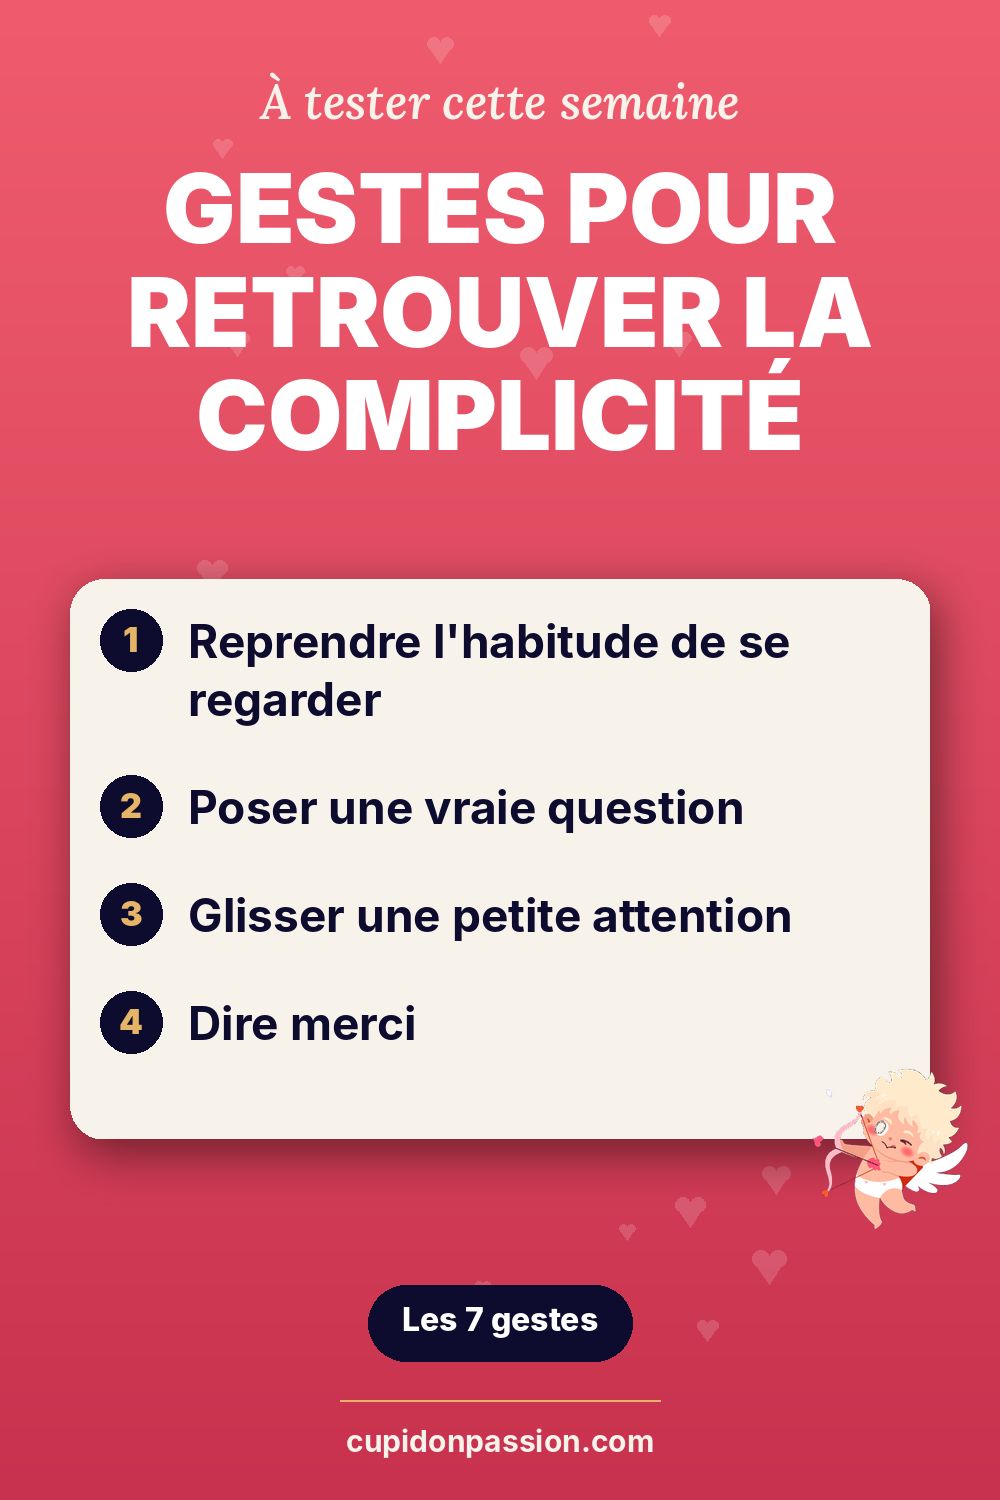 À tester cette semaine
GESTES POUR
RETROUVER LA
COMPLICITÉ
1 Reprendre l'habitude de se
regarder
2 Poser une vraie question
3 Glisser une petite attention
4 Dire merci
Les 7 gestes
cupidonpassion.com